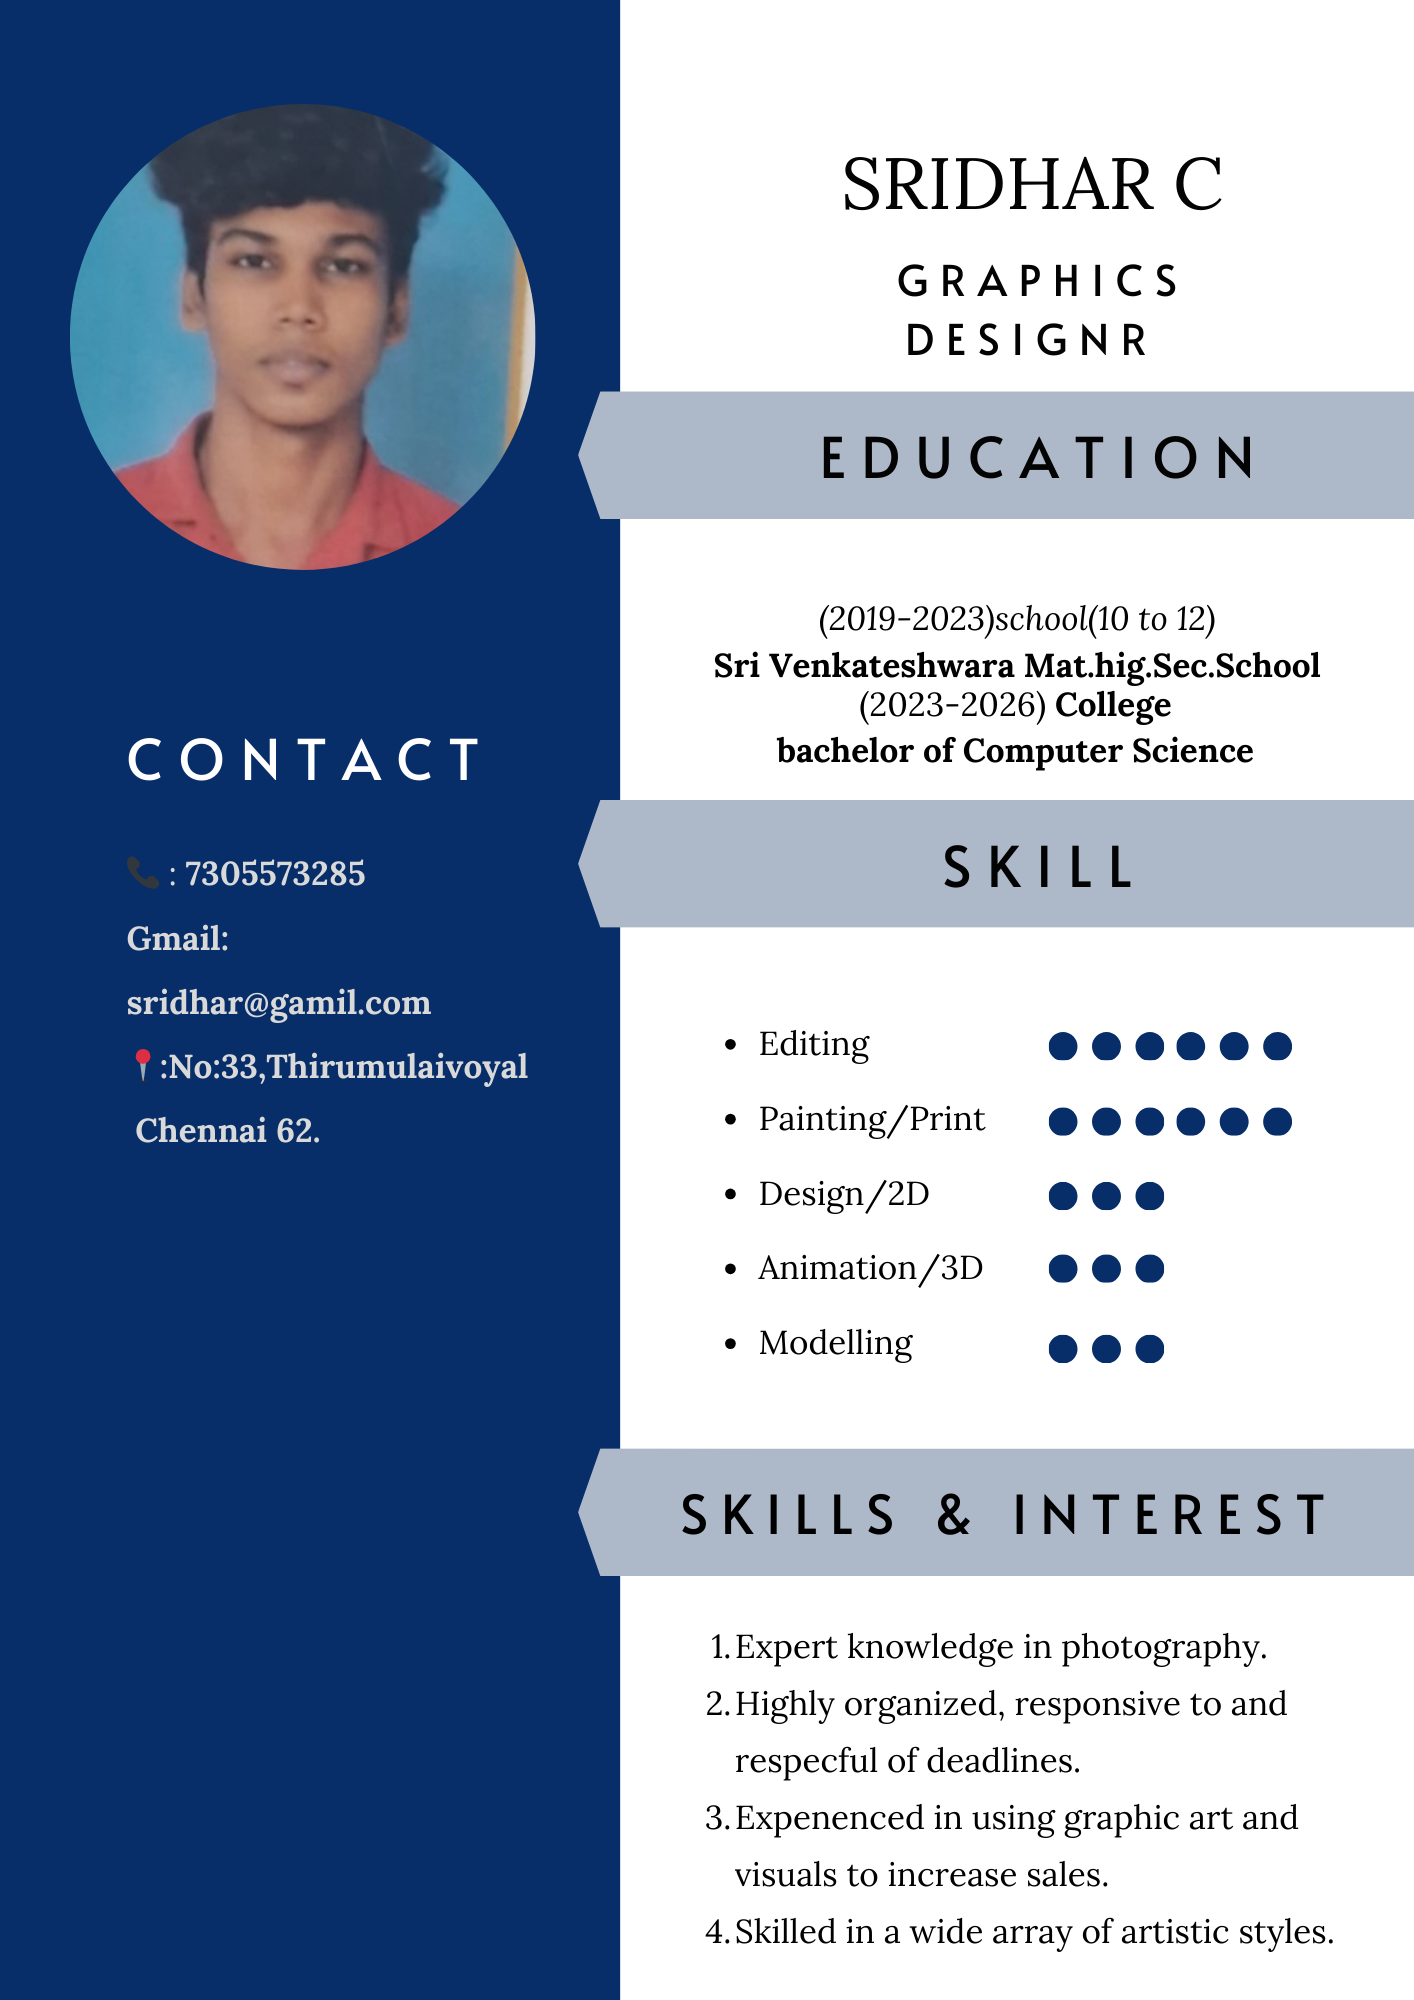 SRIDHAR C
GRAPHICS
DESIGNR
EDUCATION
(2019-2023)school(10 to 12)
Sri Venkateshwara Mat.hig.Sec.School
(2023-2026) College
bachelor of Computer Science
CONTACT
📞 : 7305573285
Gmail:
sridhar@gamil.com
📍:No:33,Thirumulaivoyal
Chennai 62.
SKILL
• Editing
• Painting/Print
• Design/2D
• Animation/3D
• Modelling
SKILLS & INTEREST
1. Expert knowledge in photography.
2. Highly organized, responsive to and
respecful of deadlines.
3. Expenenced in using graphic art and
visuals to increase sales.
4. Skilled in a wide array of artistic styles.